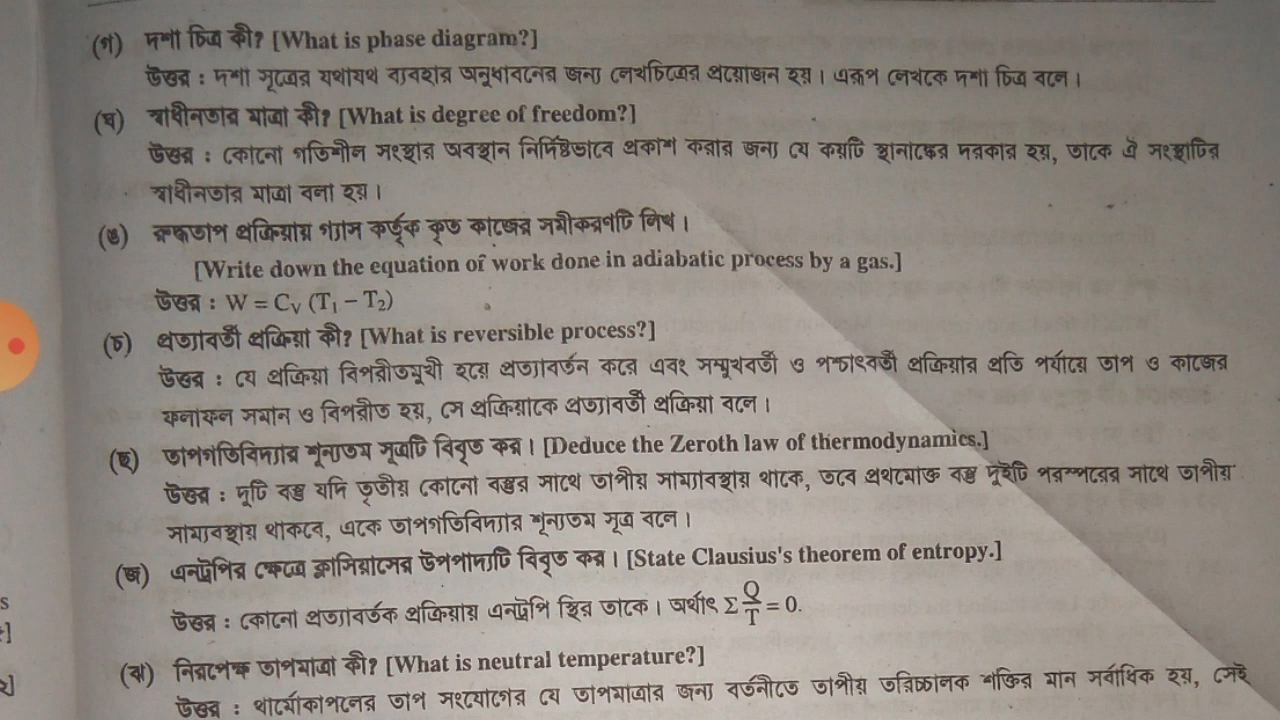 (গ) দশা চিত্র কী? [What is phase diagram?]
উত্তর : দশা সূত্রের যথাযথ ব্যবহার অনুধাবনের জন্য লেখচিত্রের প্রয়োজন হয়। এরূপ লেখকে দশা চিত্র বলে।
(ঘ) স্বাধীনতার মাত্রা কী? [What is degree of freedom?]
উত্তর : কোনো গতিশীল সংস্থার অবস্থান নির্দিষ্টভাবে প্রকাশ করার জন্য যে কয়টি স্থানাঙ্কের দরকার হয়, তাকে ঐ সংস্থাটির
স্বাধীনতার মাত্রা বলা হয়।
(ঙ) রুদ্ধতাপ প্রক্রিয়ায় গ্যাস কর্তৃক কৃত কাজের সমীকরণটি লিখ।
[Write down the equation of work done in adiabatic process by a gas.]
উত্তর : W = C_V (T₁ – T₂)
(চ) প্রত্যাবর্তী প্রক্রিয়া কী? [What is reversible process?]
উত্তর : যে প্রক্রিয়া বিপরীতমুখী হয়ে প্রত্যাবর্তন করে এবং সম্মুখবর্তী ও পশ্চাৎবর্তী প্রক্রিয়ার প্রতি পর্যায়ে তাপ ও কাজের
ফলাফল সমান ও বিপরীত হয়, সে প্রক্রিয়াকে প্রত্যাবর্তী প্রক্রিয়া বলে।
(ছ) তাপগতিবিদ্যার শূন্যতম সূত্রটি বিবৃত কর। [Deduce the Zeroth law of thermodynamics.]
উত্তর : দুটি বস্তু যদি তৃতীয় কোনো বস্তুর সাথে তাপীয় সাম্যাবস্থায় থাকে, তবে প্রথমোক্ত বস্তু দুইটি পরস্পরের সাথে তাপীয়
সাম্যবস্থায় থাকবে, একে তাপগতিবিদ্যার শূন্যতম সূত্র বলে।
(জ) এনট্রপির ক্ষেত্রে ক্লাসিয়াসের উপপাদ্যটি বিবৃত কর। [State Clausius's theorem of entropy.]
উত্তর : কোনো প্রত্যাবর্তক প্রক্রিয়ায় এনট্রপি স্থির তাকে। অর্থাৎ Σ Q/T = 0.
(ঝ) নিরপেক্ষ তাপমাত্রা কী? [What is neutral temperature?]
উত্তর : থার্মোকাপলের তাপ সংযোগের যে তাপমাত্রার জন্য বর্তনীতে তাপীয় তরিচ্চালক শক্তির মান সর্বাধিক হয়, সেই